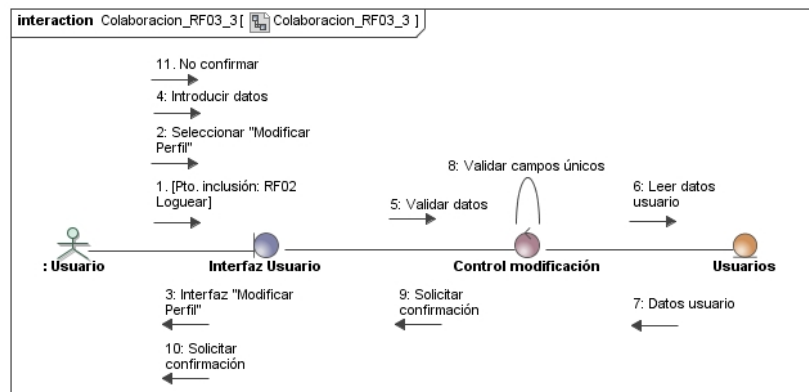 interaction Colaboracion_RF03_3[ Colaboracion_RF03_3 ]
11. No confirmar
4: Introducir datos
2: Seleccionar "Modificar
Perfil"
1. [Pto. inclusión: RF02
Loguear]
5: Validar datos
8: Validar campos únicos
6: Leer datos
usuario
: Usuario
Interfaz Usuario
Control modificación
Usuarios
3: Interfaz "Modificar
Perfil"
9: Solicitar
confirmación
7: Datos usuario
10: Solicitar
confirmación